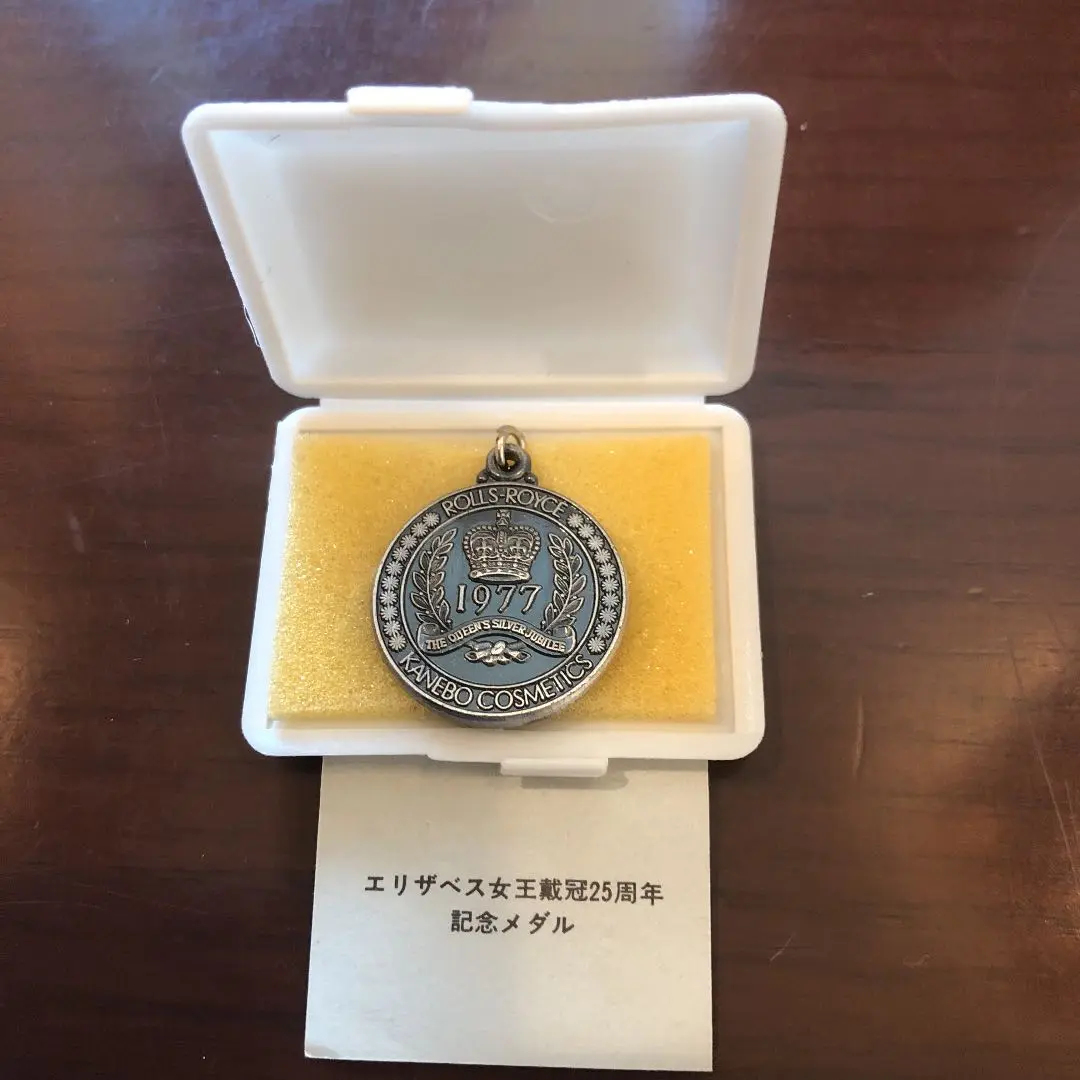 ROLLS-ROYCE
1977
THE QUEEN'S SILVER JUBILEE
KANEBO COSMETICS
エリザベス女王戴冠25周年
記念メダル